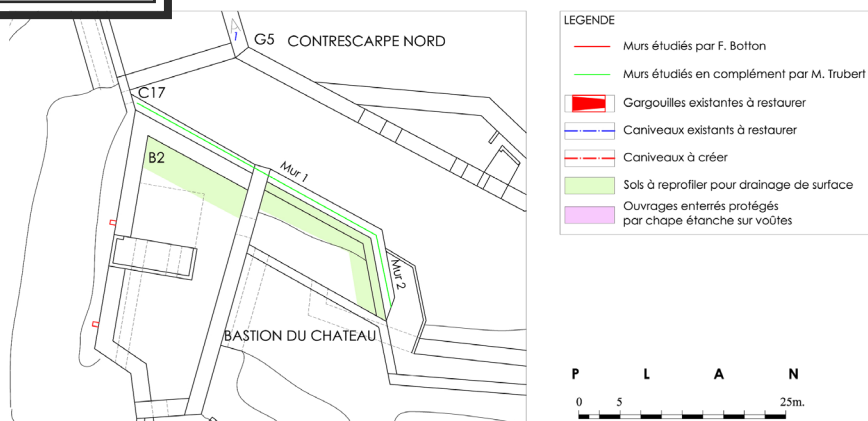 1
G5 CONTRESCARPE NORD
C17
B2
Mur 1
Mur 2
BASTION DU CHATEAU
LEGENDE
Murs étudiés par F. Botton
Murs étudiés en complément par M. Trubert
Gargouilles existantes à restaurer
Caniveaux existants à restaurer
Caniveaux à créer
Sols à reprofiler pour drainage de surface
Ouvrages enterrés protégés
par chape étanche sur voûtes
P L A N
0 5 25m.